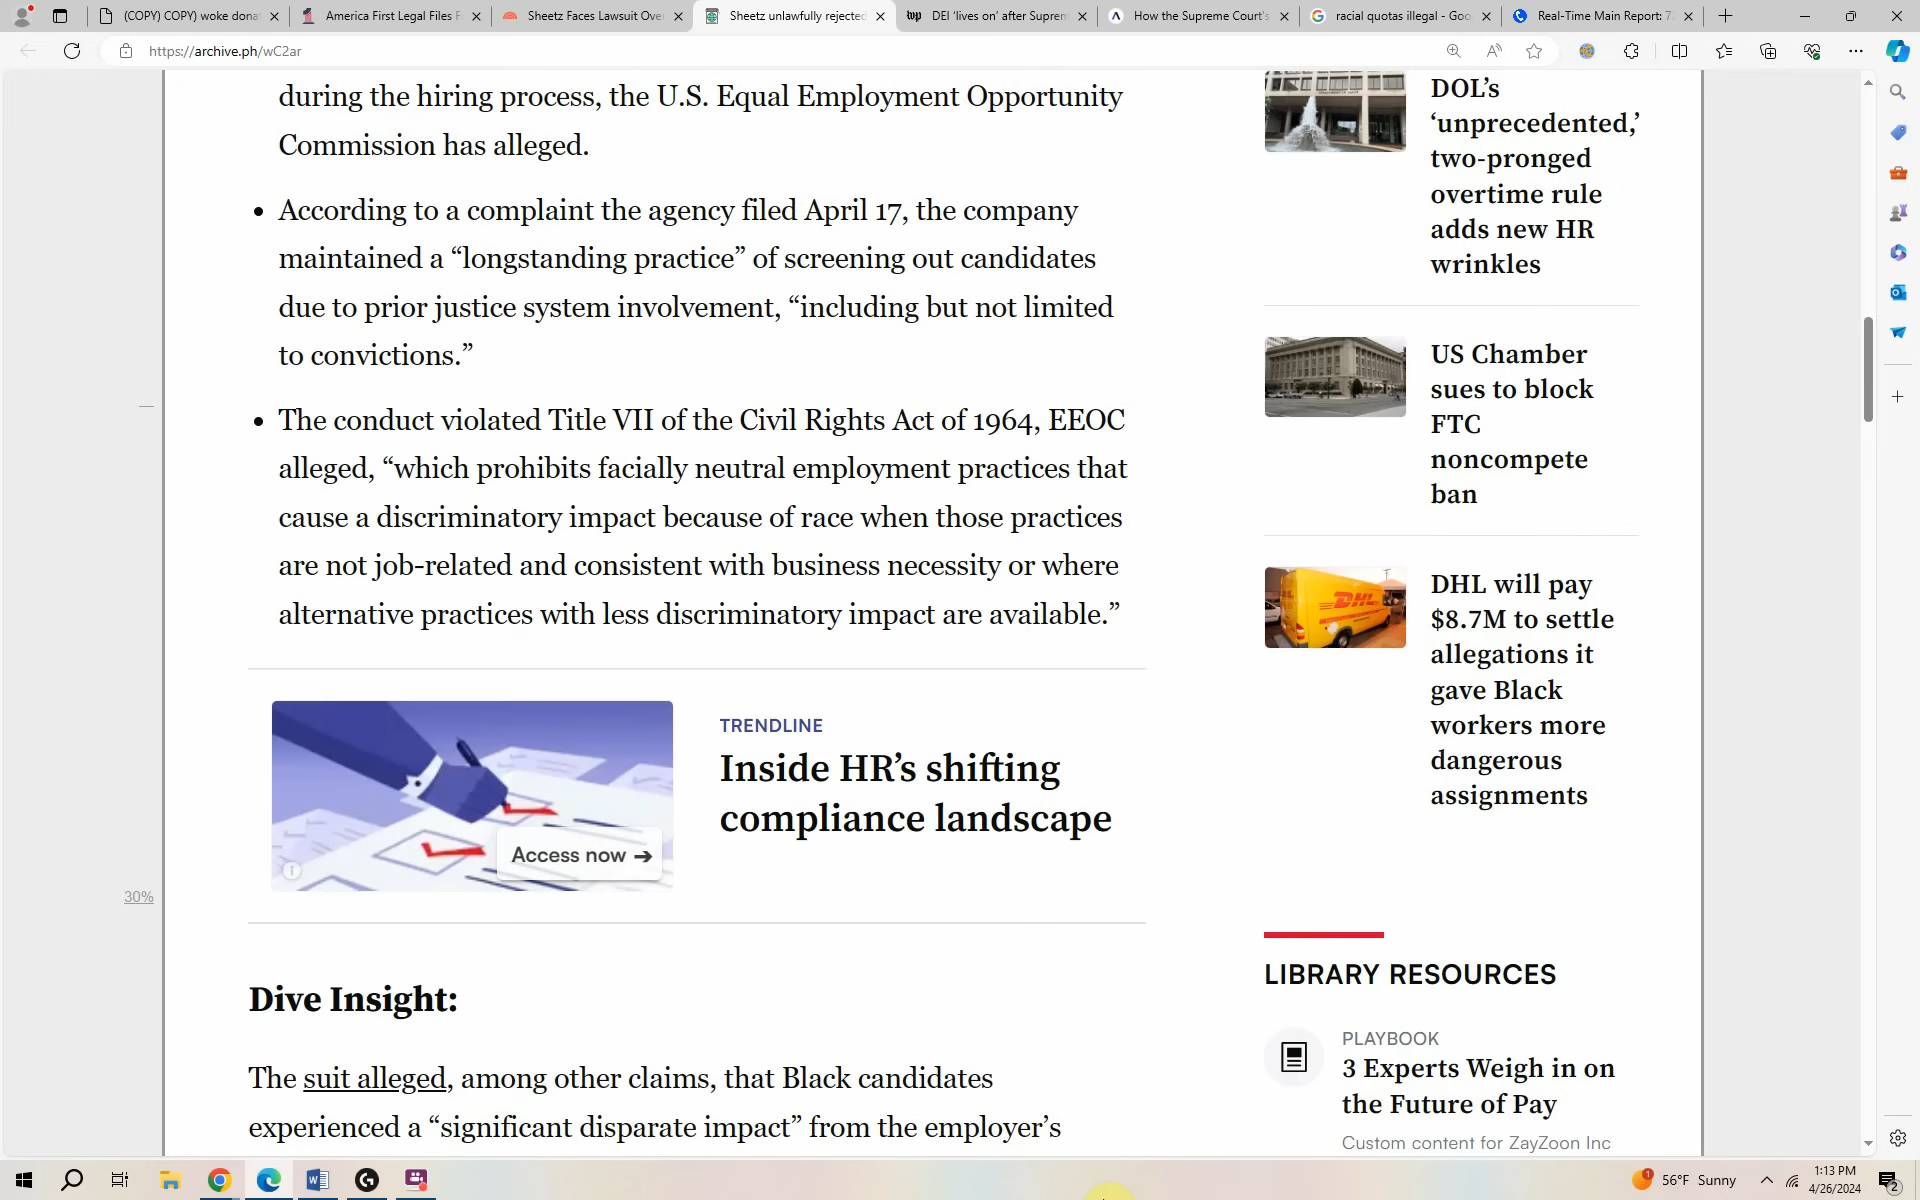 (COPY) COPY) woke dona
America First Legal Files F
Sheetz Faces Lawsuit Ove
Sheetz unlawfully rejected
wp DEI ‘lives on’ after Suprem
How the Supreme Court's
racial quotas illegal - Goo
Real-Time Main Report: 7
https://archive.ph/wC2ar
during the hiring process, the U.S. Equal Employment Opportunity
Commission has alleged.
• According to a complaint the agency filed April 17, the company
maintained a “longstanding practice” of screening out candidates
due to prior justice system involvement, “including but not limited
to convictions.”
• The conduct violated Title VII of the Civil Rights Act of 1964, EEOC
alleged, “which prohibits facially neutral employment practices that
cause a discriminatory impact because of race when those practices
are not job-related and consistent with business necessity or where
alternative practices with less discriminatory impact are available.”
TRENDLINE
Inside HR’s shifting
compliance landscape
Access now ➔
30%
Dive Insight:
The suit alleged, among other claims, that Black candidates
experienced a “significant disparate impact” from the employer’s
DOL’s
‘unprecedented,’
two-pronged
overtime rule
adds new HR
wrinkles
US Chamber
sues to block
FTC
noncompete
ban
DHL
DHL will pay
$8.7M to settle
allegations it
gave Black
workers more
dangerous
assignments
LIBRARY RESOURCES
PLAYBOOK
3 Experts Weigh in on
the Future of Pay
Custom content for ZayZoon Inc
1
56°F Sunny
1:13 PM
4/26/2024
2